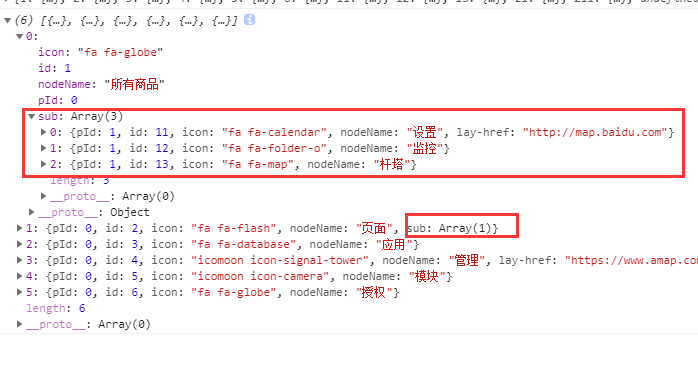 (6) [{…}, {…}, {…}, {…}, {…}, {…}] i
▼0:
icon: "fa fa-globe"
id: 1
nodeName: "所有商品"
pId: 0
▼sub: Array(3)
▶0: {pId: 1, id: 11, icon: "fa fa-calendar", nodeName: "设置", lay-href: "http://map.baidu.com"}
▶1: {pId: 1, id: 12, icon: "fa fa-folder-o", nodeName: "监控"}
▶2: {pId: 1, id: 13, icon: "fa fa-map", nodeName: "杆塔"}
length: 3
▶__proto__: Array(0)
▶__proto__: Object
▶1: {pId: 0, id: 2, icon: "fa fa-flash", nodeName: "页面", sub: Array(1)}
▶2: {pId: 0, id: 3, icon: "fa fa-database", nodeName: "应用"}
▶3: {pId: 0, id: 4, icon: "icomoon icon-signal-tower", nodeName: "管理", lay-href: "https://www.amap.com
▶4: {pId: 0, id: 5, icon: "icomoon icon-camera", nodeName: "模块"}
▶5: {pId: 0, id: 6, icon: "fa fa-globe", nodeName: "授权"}
length: 6
▶__proto__: Array(0)